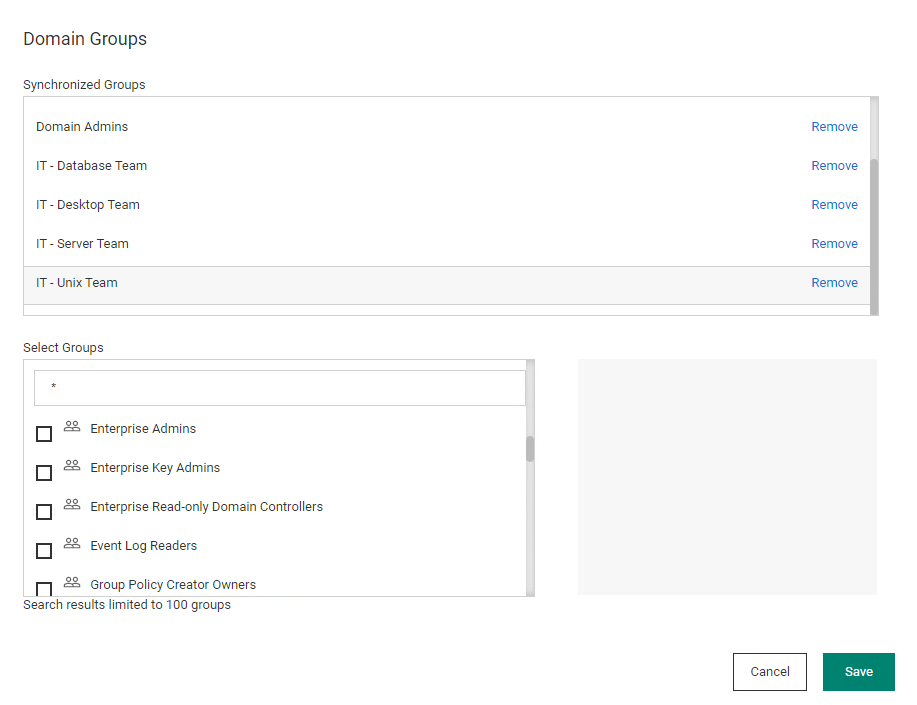 Domain Groups
Synchronized Groups
Domain Admins Remove
IT - Database Team Remove
IT - Desktop Team Remove
IT - Server Team Remove
IT - Unix Team Remove
Select Groups
*
Enterprise Admins
Enterprise Key Admins
Enterprise Read-only Domain Controllers
Event Log Readers
Group Policy Creator Owners
Search results limited to 100 groups
Cancel Save